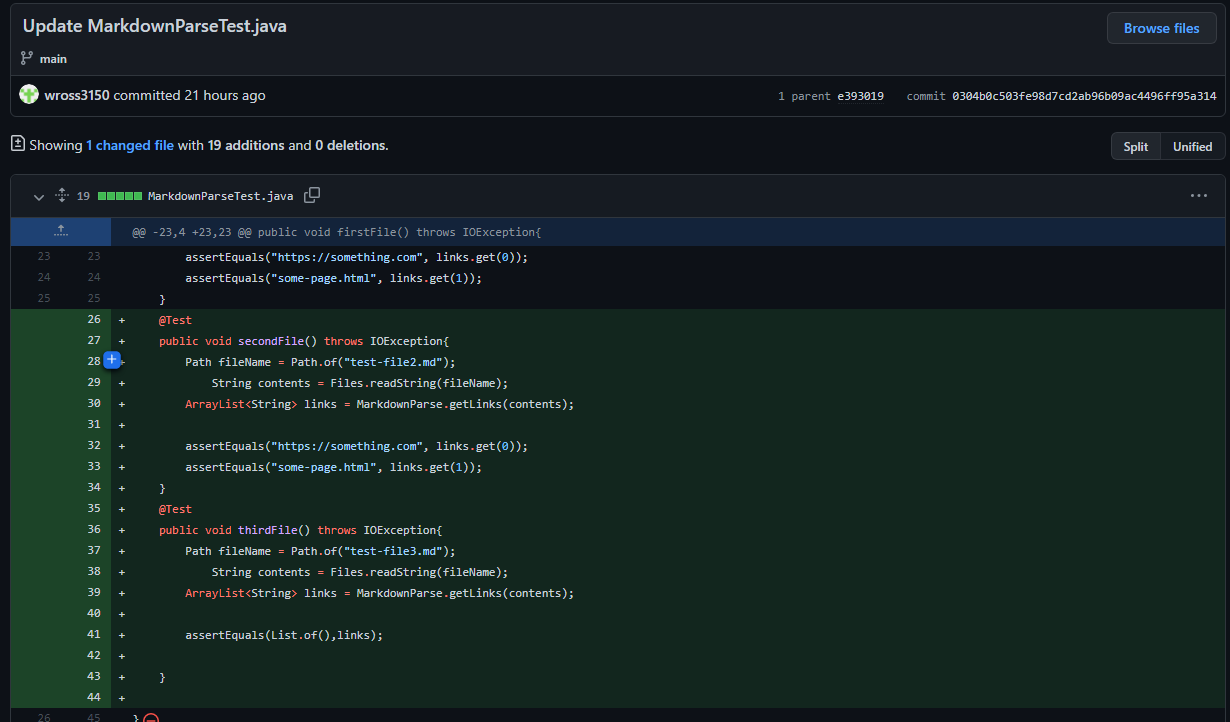 Update MarkdownParseTest.java
Browse files
main
wross3150 committed 21 hours ago
1 parent e393019 commit 0304b0c503fe98d7cd2ab96b09ac4496ff95a314
Showing 1 changed file with 19 additions and 0 deletions.
Split Unified
19 MarkdownParseTest.java
@@ -23,4 +23,23 @@ public void firstFile() throws IOException{
23 23 assertEquals("https://something.com", links.get(0));
24 24 assertEquals("some-page.html", links.get(1));
25 25 }
26 + @Test
27 + public void secondFile() throws IOException{
28 + Path fileName = Path.of("test-file2.md");
29 + String contents = Files.readString(fileName);
30 + ArrayList<String> links = MarkdownParse.getLinks(contents);
31 +
32 + assertEquals("https://something.com", links.get(0));
33 + assertEquals("some-page.html", links.get(1));
34 + }
35 + @Test
36 + public void thirdFile() throws IOException{
37 + Path fileName = Path.of("test-file3.md");
38 + String contents = Files.readString(fileName);
39 + ArrayList<String> links = MarkdownParse.getLinks(contents);
40 +
41 + assertEquals(List.of(),links);
42 +
43 + }
44 +
26 45 }